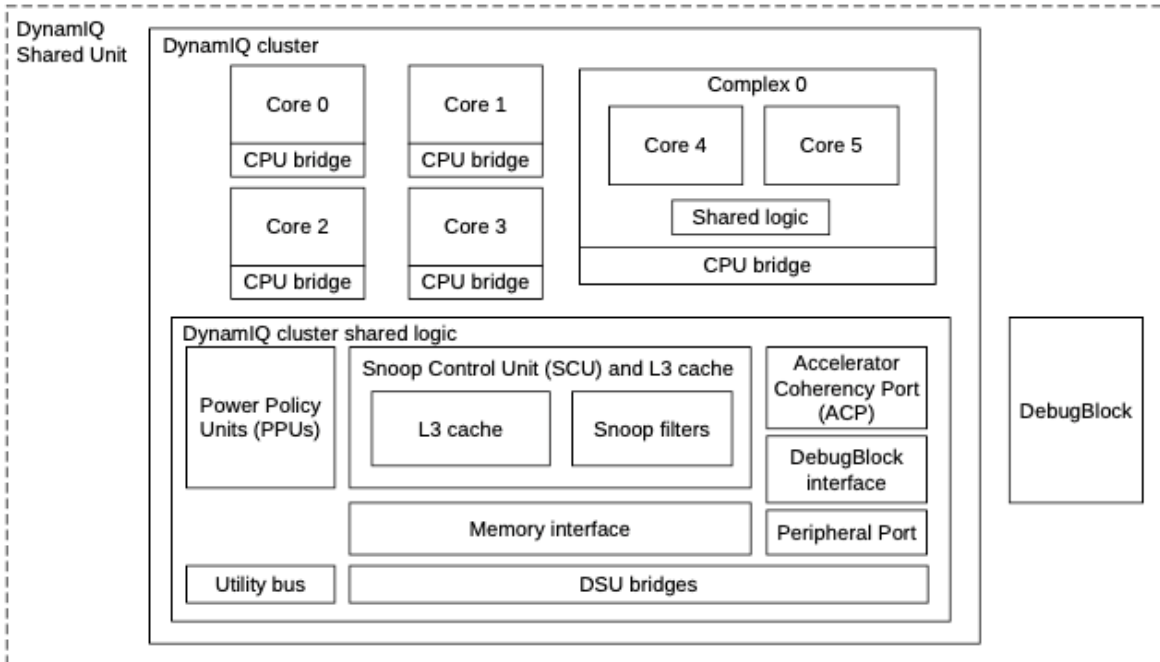 DynamIQ
Shared Unit
DynamIQ cluster
Core 0
CPU bridge
Core 1
CPU bridge
Core 2
CPU bridge
Core 3
CPU bridge
Complex 0
Core 4
Core 5
Shared logic
CPU bridge
DynamIQ cluster shared logic
Power Policy
Units (PPUs)
Snoop Control Unit (SCU) and L3 cache
L3 cache
Snoop filters
Accelerator
Coherency Port
(ACP)
DebugBlock
interface
Memory interface
Peripheral Port
Utility bus
DSU bridges
DebugBlock